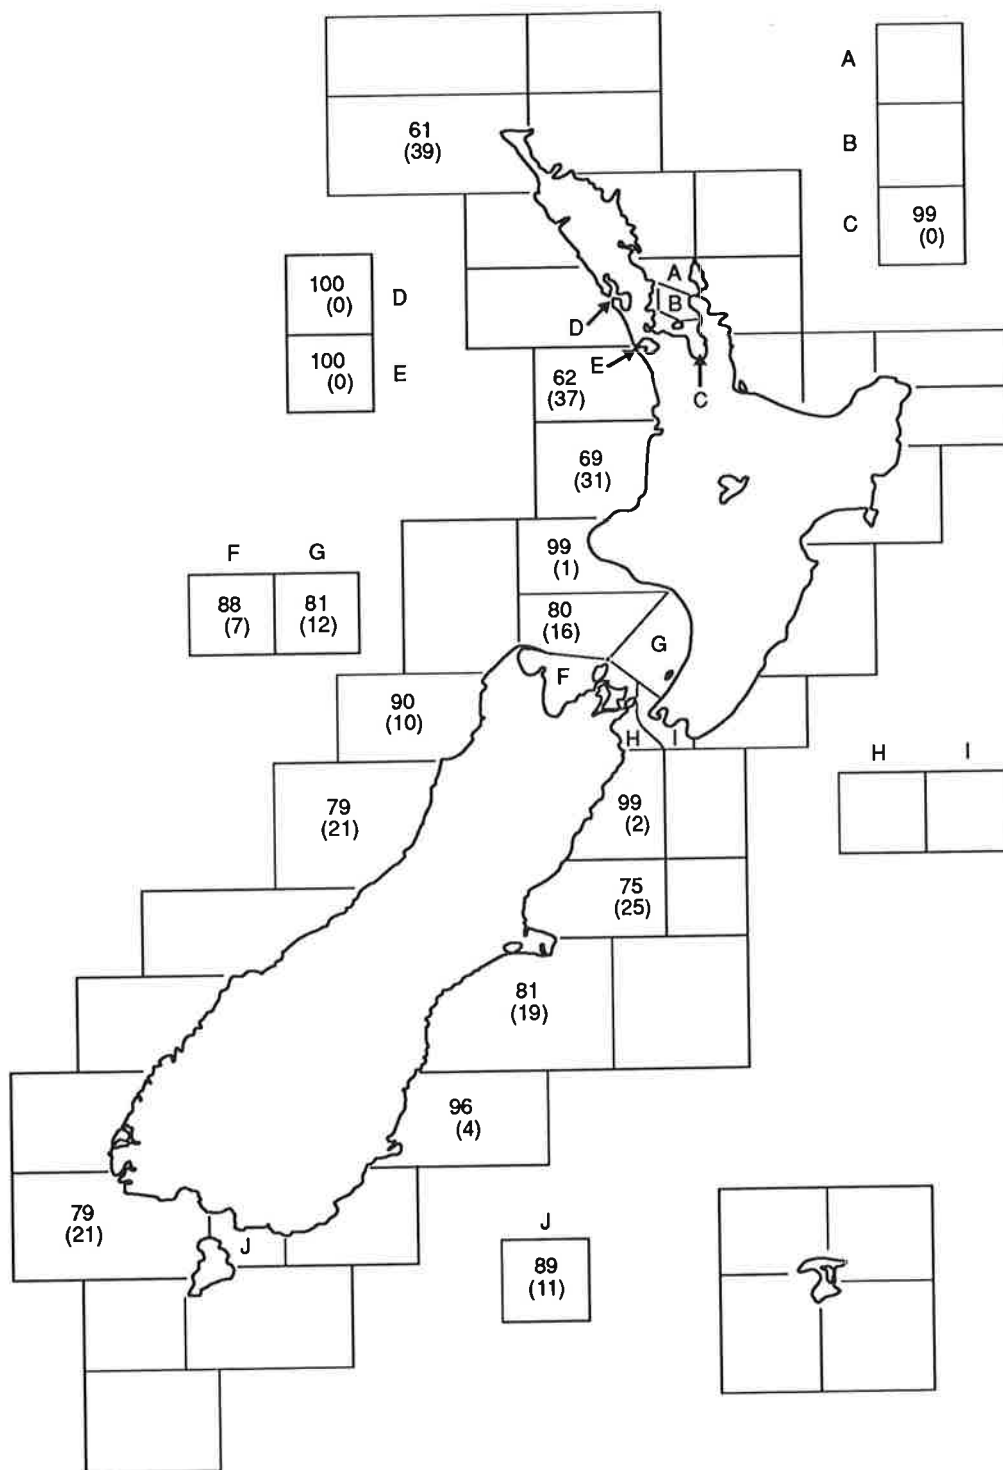 A
61
(39)
B
C
99
(0)
A
B
100
(0)
D
D
E
100
(0)
E
62
(37)
C
69
(31)
F
G
99
(1)
88
(7)
81
(12)
80
(16)
G
F
90
(10)
H
I
H
I
79
(21)
99
(2)
75
(25)
81
(19)
96
(4)
79
(21)
J
J
89
(11)